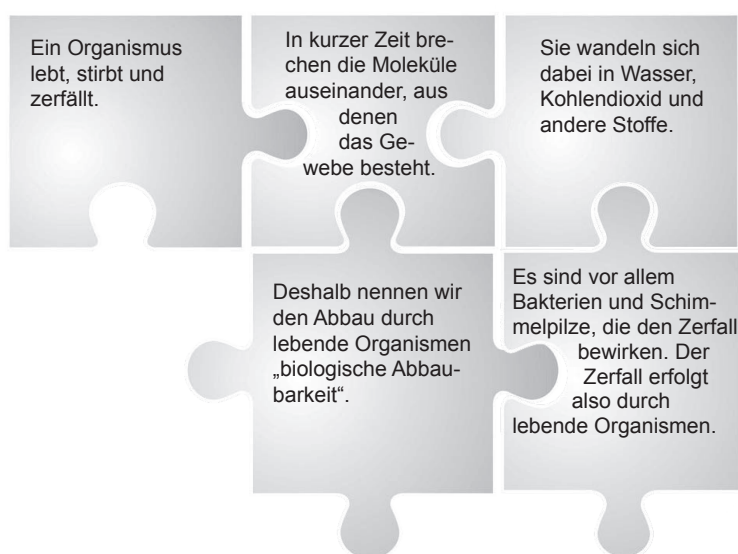 Ein Organismus
lebt, stirbt und
zerfällt.
In kurzer Zeit bre-
chen die Moleküle
auseinander, aus
denen
das Ge-
webe besteht.
Sie wandeln sich
dabei in Wasser,
Kohlendioxid und
andere Stoffe.
Deshalb nennen wir
den Abbau durch
lebende Organismen
„biologische Abbau-
barkeit“.
Es sind vor allem
Bakterien und Schim-
melpilze, die den Zerfall
bewirken. Der
Zerfall erfolgt
also durch
lebende Organismen.